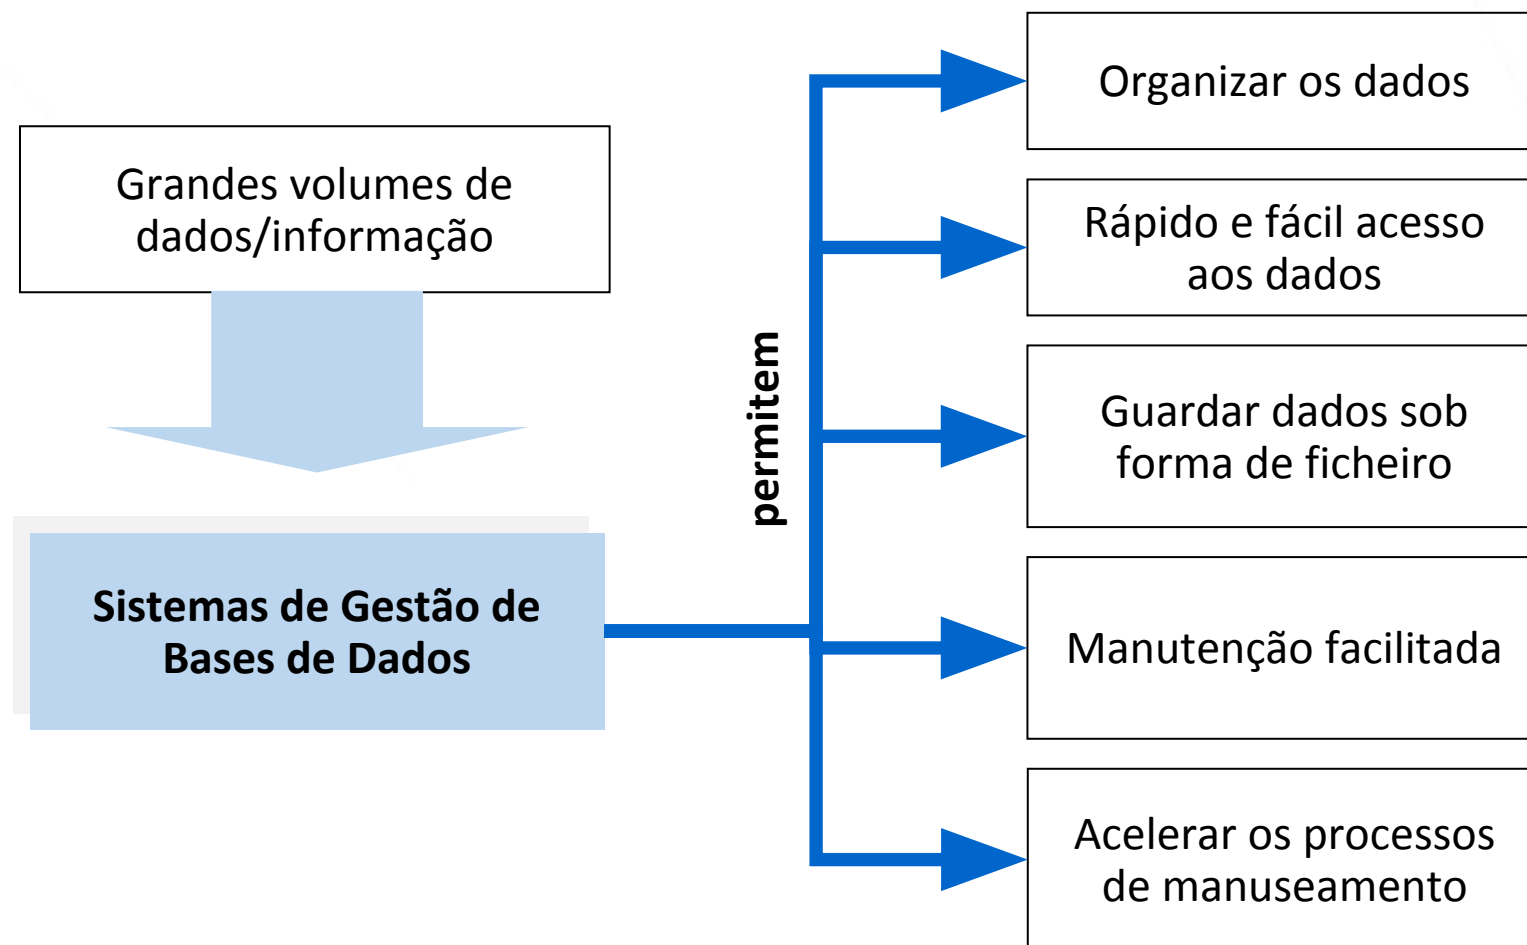 Grandes volumes de
dados/informação
Sistemas de Gestão de
Bases de Dados
permitem
Organizar os dados
Rápido e fácil acesso
aos dados
Guardar dados sob
forma de ficheiro
Manutenção facilitada
Acelerar os processos
de manuseamento